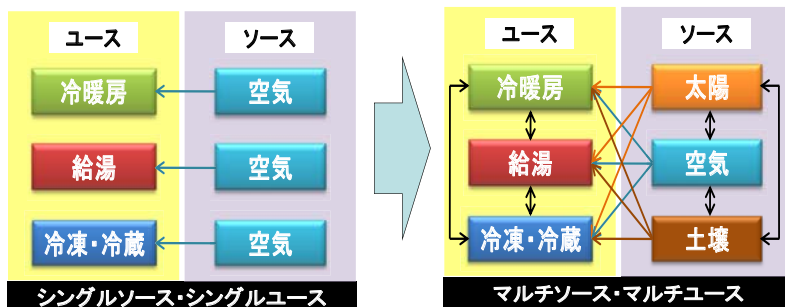 ユース
ソース
冷暖房
空気
給湯
空気
冷凍・冷蔵
空気
シングルソース・シングルユース
ユース
ソース
冷暖房
太陽
給湯
空気
冷凍・冷蔵
土壌
マルチソース・マルチユース